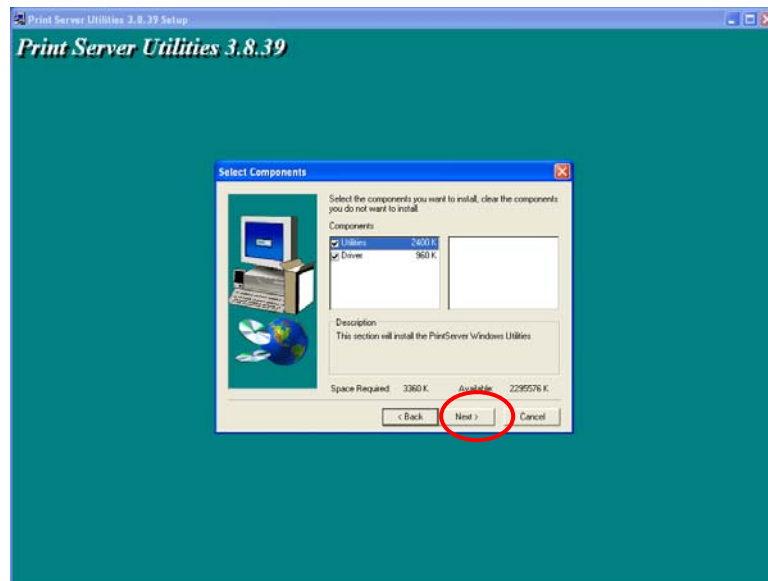 Print Server Utilities 3.8.39 Setup
Print Server Utilities 3.8.39
Select Components
Select the components you want to install, clear the components
you do not want to install.
Components
Utilities 2400 K
Driver 960 K
Description
This section will install the PrintServer Windows Utilities
Space Required: 3360 K Available: 2295576 K
< Back Next > Cancel